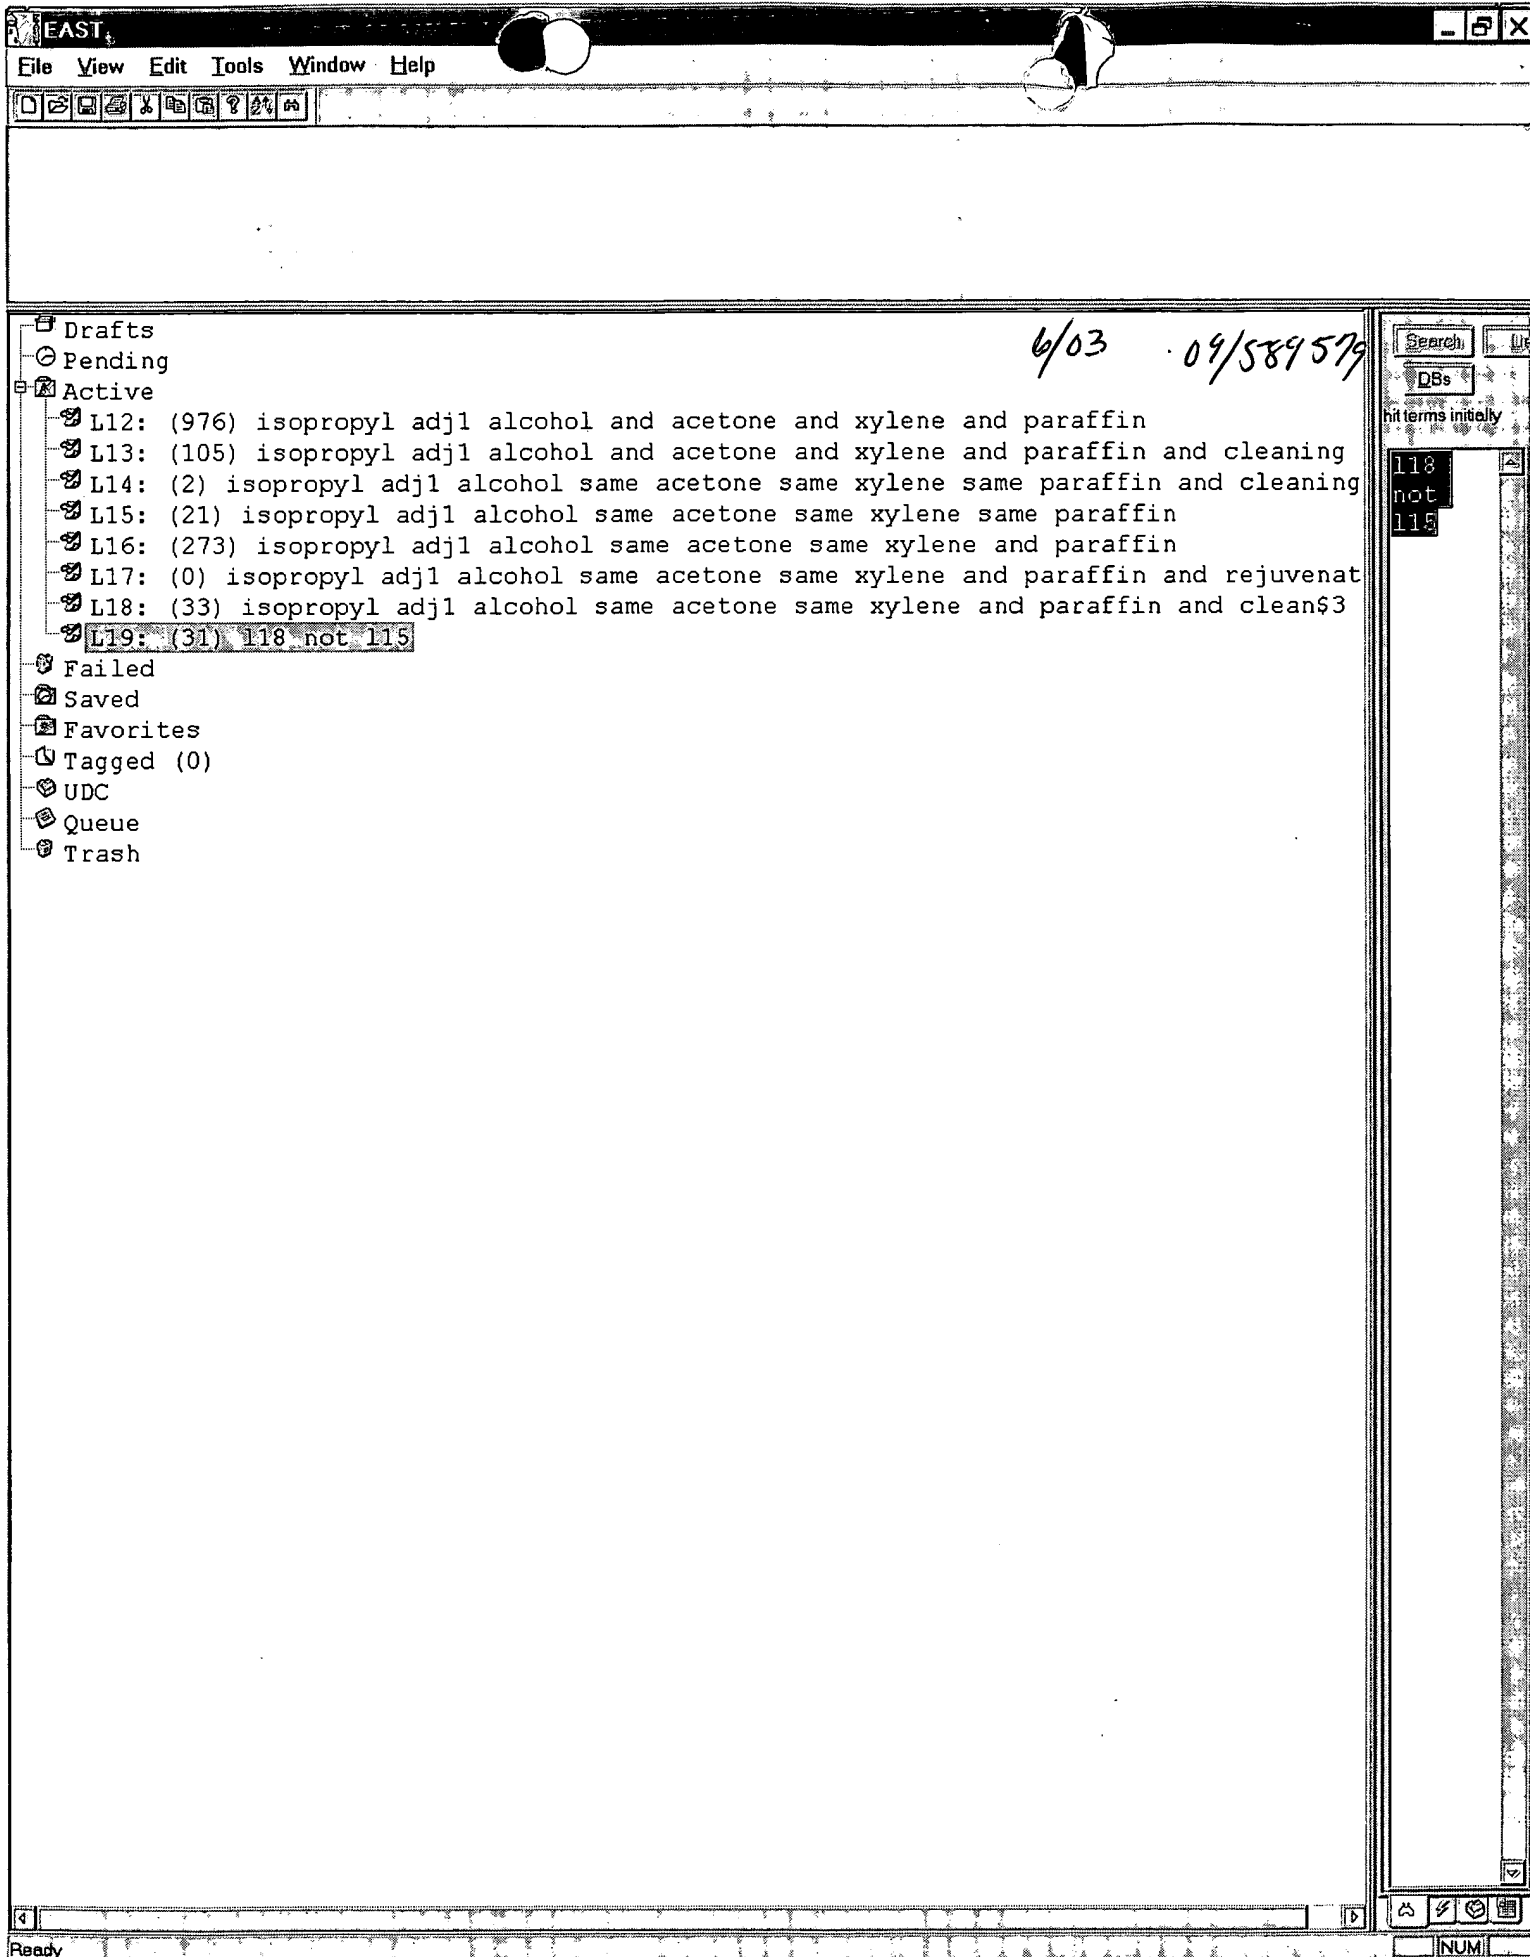 EAST
File View Edit Tools Window Help
Drafts
6/03 09/589579
Pending
Active
L12: (976) isopropyl adj1 alcohol and acetone and xylene and paraffin
L13: (105) isopropyl adj1 alcohol and acetone and xylene and paraffin and cleaning
L14: (2) isopropyl adj1 alcohol same acetone same xylene same paraffin and cleaning
L15: (21) isopropyl adj1 alcohol same acetone same xylene same paraffin
L16: (273) isopropyl adj1 alcohol same acetone same xylene and paraffin
L17: (0) isopropyl adj1 alcohol same acetone same xylene and paraffin and rejuvenat
L18: (33) isopropyl adj1 alcohol same acetone same xylene and paraffin and clean$3
L19: (31) l18 not l15
Failed
Saved
Favorites
Tagged (0)
UDC
Queue
Trash
Search
DBs
hit terms initially
l18
not
l15
Ready
NUM